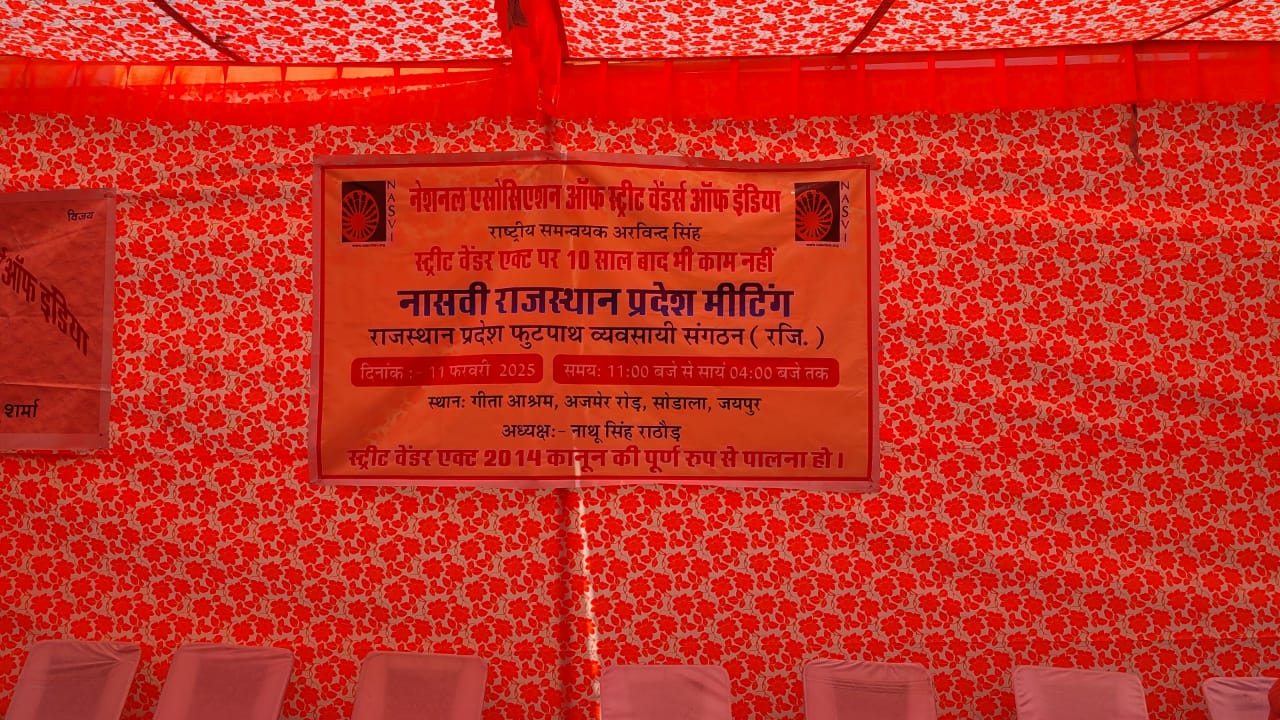 नेशनल एसोसिएशन ऑफ स्ट्रीट वेंडर्स ऑफ इंडिया
NASVI
NASVI
राष्ट्रीय समन्वयक अरविन्द सिंह
स्ट्रीट वेंडर एक्ट पर 10 साल बाद भी काम नहीं
नासवी राजस्थान प्रदेश मीटिंग
राजस्थान प्रदेश फुटपाथ व्यवसायी संगठन ( रजि. )
दिनांक :- 11 फरवरी 2025
समय: 11:00 बजे से सायं 04:00 बजे तक
स्थान: गीता आश्रम, अजमेर रोड़, सोडाला, जयपुर
अध्यक्ष:- नाथू सिंह राठौड़
स्ट्रीट वेंडर एक्ट 2014 कानून की पूर्ण रुप से पालना हो ।
विजय
ऑफ इंडिया
शर्मा